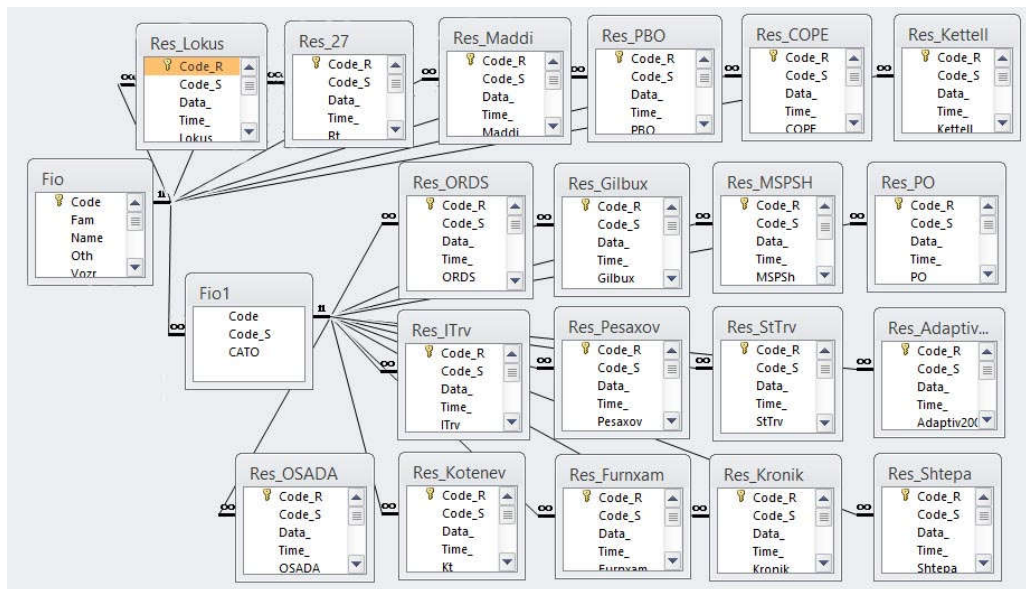 Res_Lokus
Code_R
Code_S
Data_
Time_
Lokus
Res_27
Code_R
Code_S
Data_
Time_
Rt
Res_Maddi
Code_R
Code_S
Data_
Time_
Maddi
Res_PBO
Code_R
Code_S
Data_
Time_
PBO
Res_COPE
Code_R
Code_S
Data_
Time_
COPE
Res_Kettell
Code_R
Code_S
Data_
Time_
Kettell
Fio
Code
Fam
Name
Oth
Vozr
Fio1
Code
Code_S
CATO
Res_ORDS
Code_R
Code_S
Data_
Time_
ORDS
Res_Gilbux
Code_R
Code_S
Data_
Time_
Gilbux
Res_MSPSH
Code_R
Code_S
Data_
Time_
MSPSh
Res_PO
Code_R
Code_S
Data_
Time_
PO
Res_ITrv
Code_R
Code_S
Data_
Time_
ITrv
Res_Pesaxov
Code_R
Code_S
Data_
Time_
Pesaxov
Res_StTrv
Code_R
Code_S
Data_
Time_
StTrv
Res_Adaptiv...
Code_R
Code_S
Data_
Time_
Adaptiv200
Res_OSADA
Code_R
Code_S
Data_
Time_
OSADA
Res_Kotenev
Code_R
Code_S
Data_
Time_
Kt
Res_Furnxam
Code_R
Code_S
Data_
Time_
Furnxam
Res_Kronik
Code_R
Code_S
Data_
Time_
Kronik
Res_Shtepa
Code_R
Code_S
Data_
Time_
Shtepa